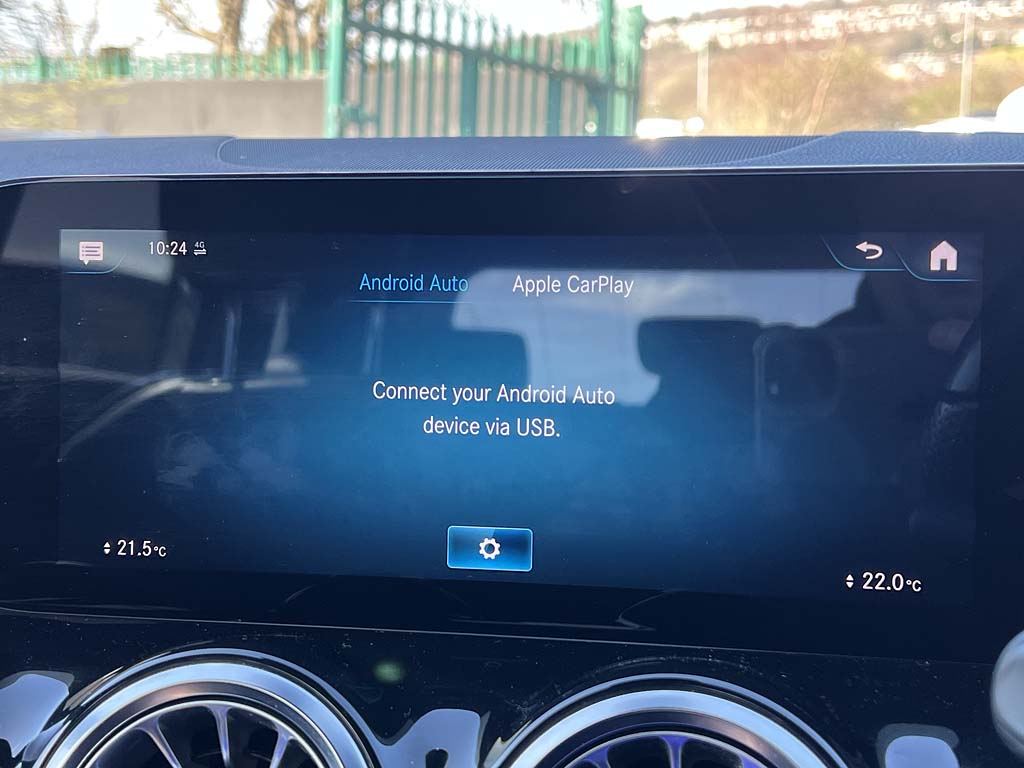 10:24 4G
Android Auto Apple CarPlay
Connect your Android Auto
device via USB.
21.5°C
22.0°C